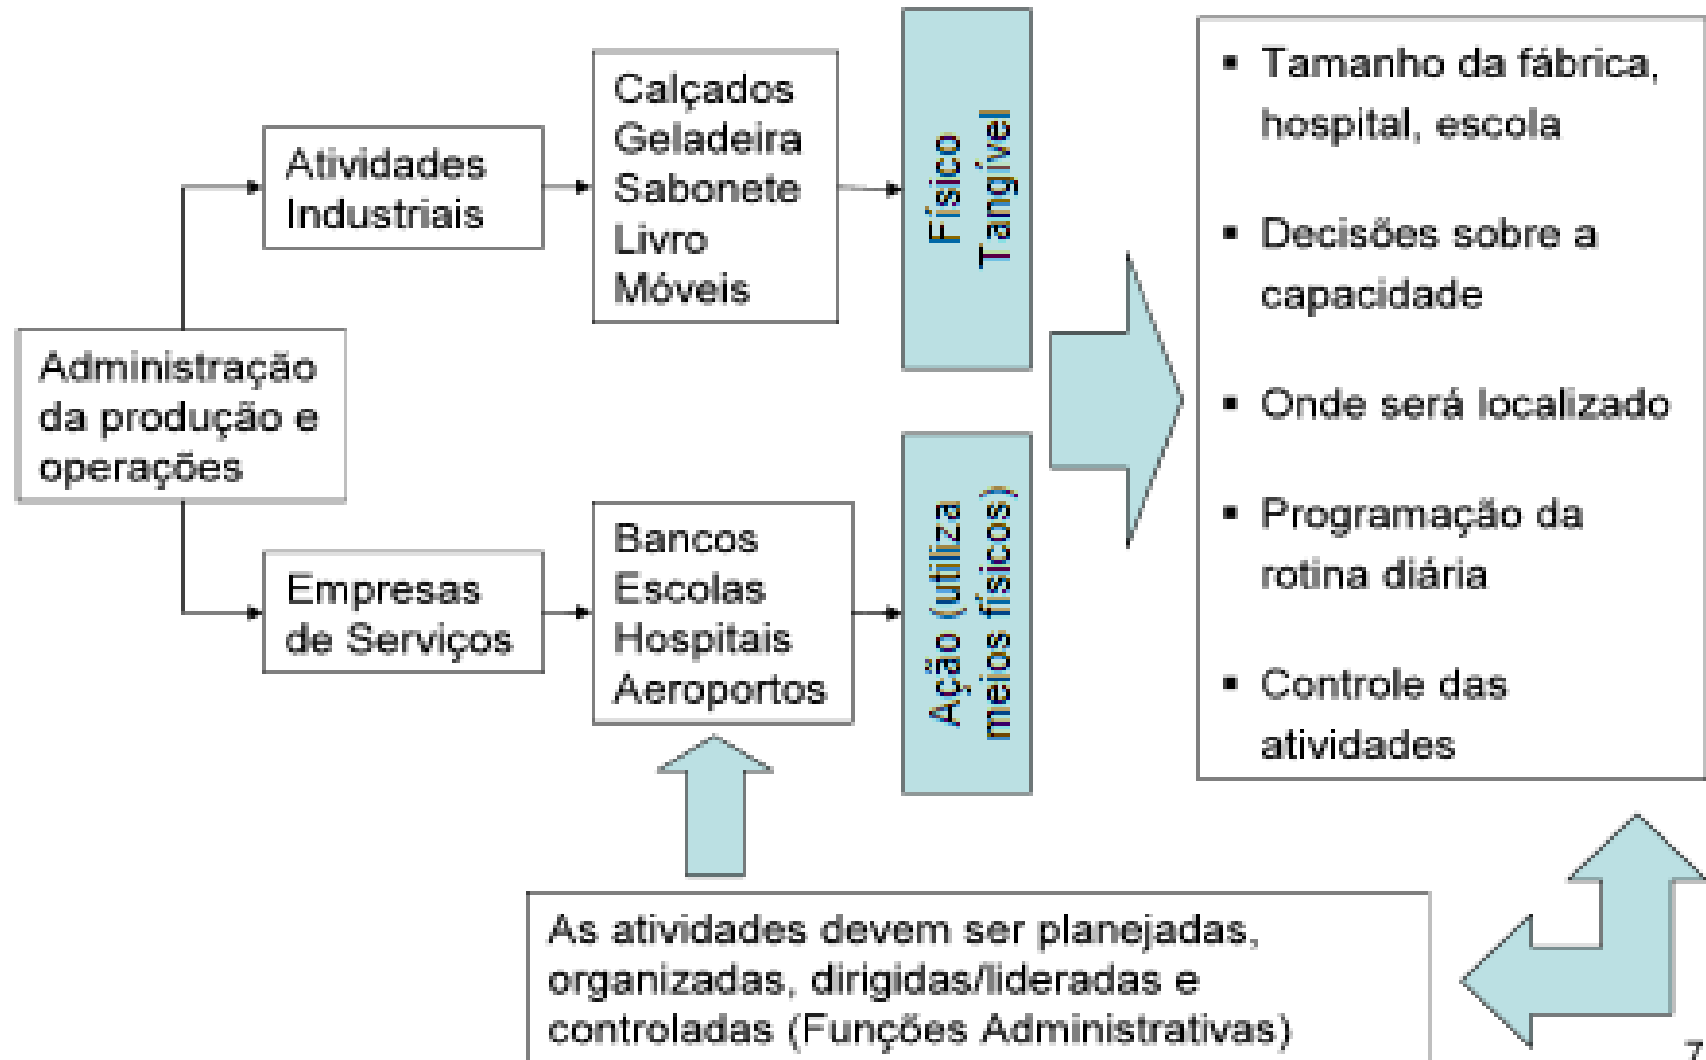 Administração
da produção e
operações
Atividades
Industriais
Calçados
Geladeira
Sabonete
Livro
Móveis
Físico
Tangível
Empresas
de Serviços
Bancos
Escolas
Hospitais
Aeroportos
Ação (utiliza
meios físicos)
▪ Tamanho da fábrica,
hospital, escola
▪ Decisões sobre a
capacidade
▪ Onde será localizado
▪ Programação da
rotina diária
▪ Controle das
atividades
As atividades devem ser planejadas,
organizadas, dirigidas/lideradas e
controladas (Funções Administrativas)
7